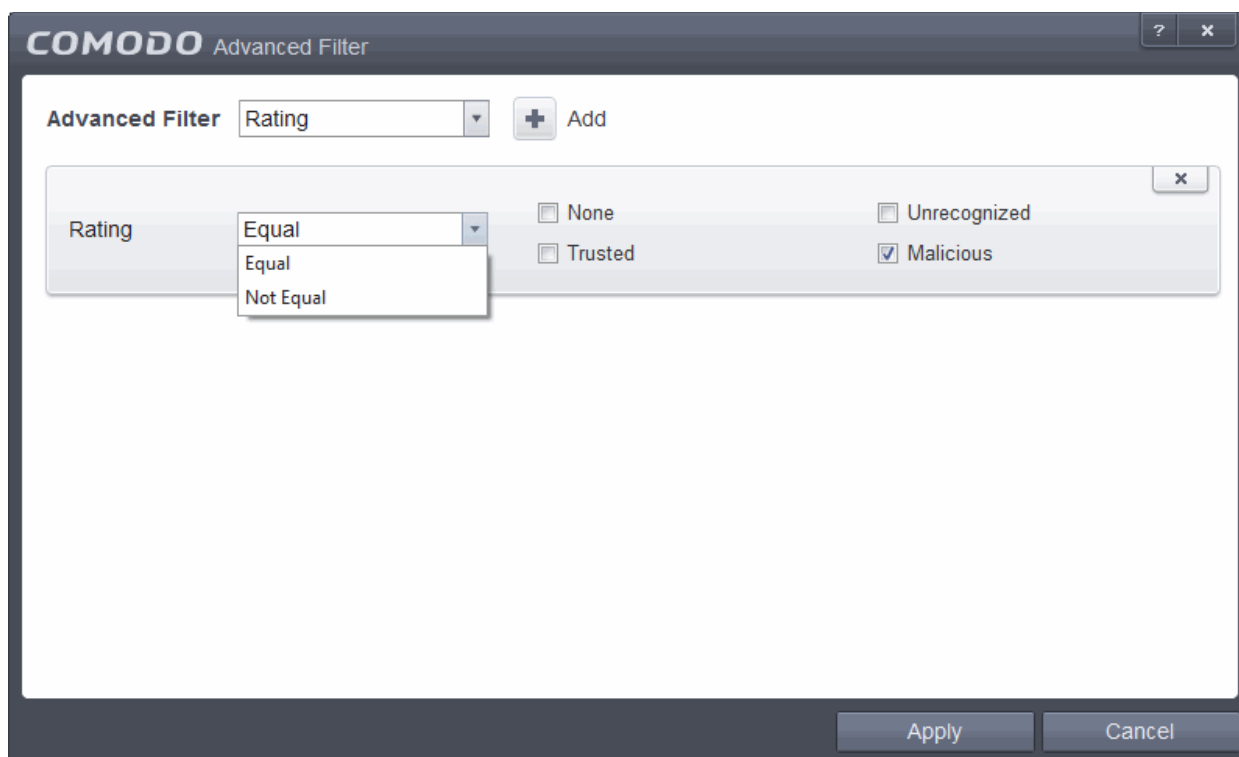 COMODO Advanced Filter
?
×
Advanced Filter
Rating
Add
×
Rating
Equal
None
Unrecognized
Equal
Trusted
Malicious
Not Equal
Apply
Cancel